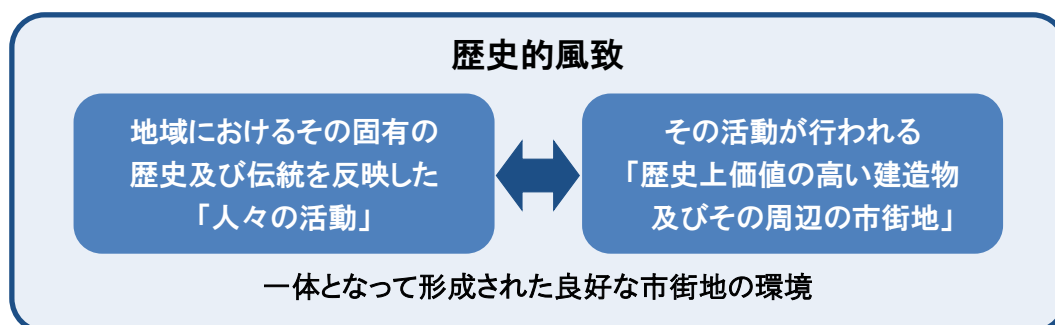 歴史的風致
地域におけるその固有の
歴史及び伝統を反映した
「人々の活動」
その活動が行われる
「歴史上価値の高い建造物
及びその周辺の市街地」
一体となって形成された良好な市街地の環境